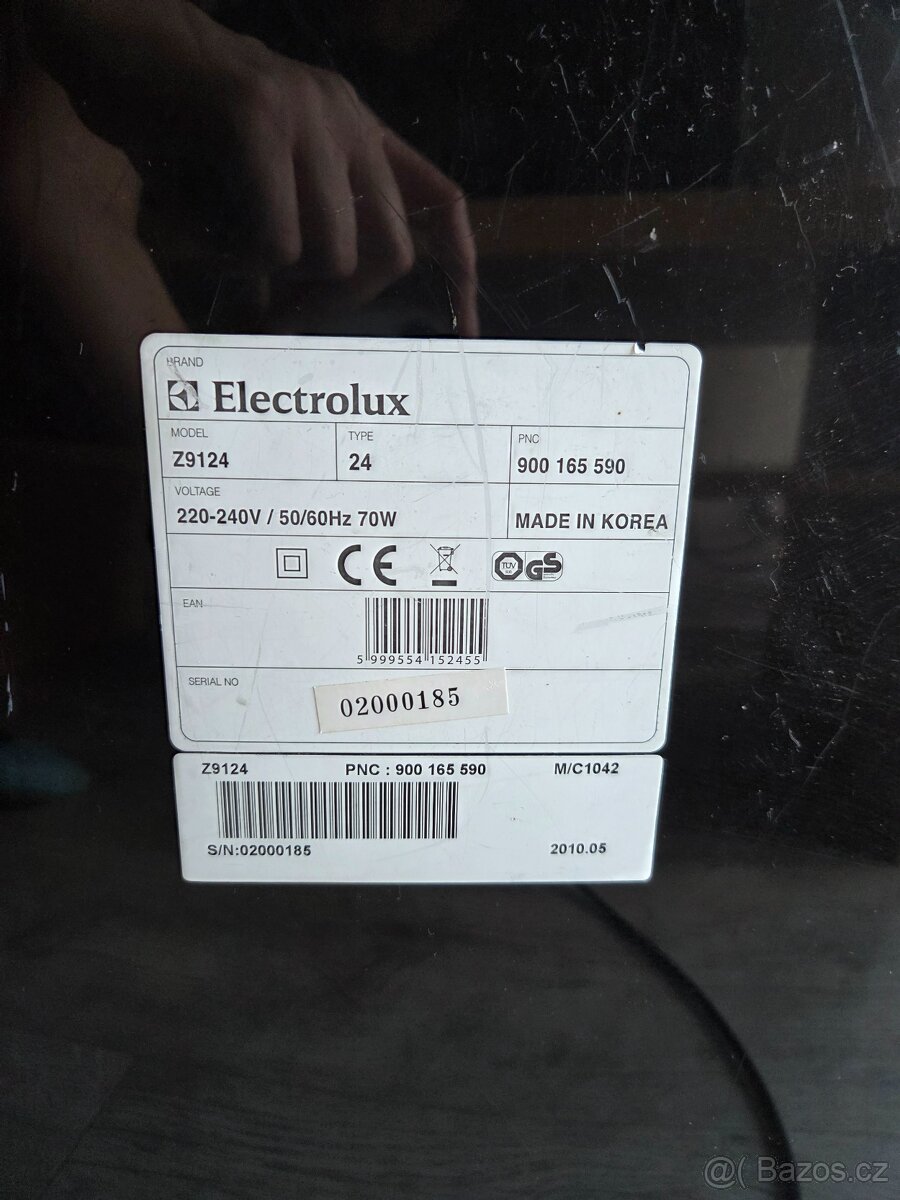 BRAND
Electrolux
MODEL TYPE PNC
Z9124 24 900 165 590
VOLTAGE
220-240V / 50/60Hz 70W MADE IN KOREA
CE TÜV GS
EAN
5 999554 152455
SERIAL NO
02000185
Z9124 PNC : 900 165 590 M/C1042
S/N:02000185 2010.05
@( Bazos.cz